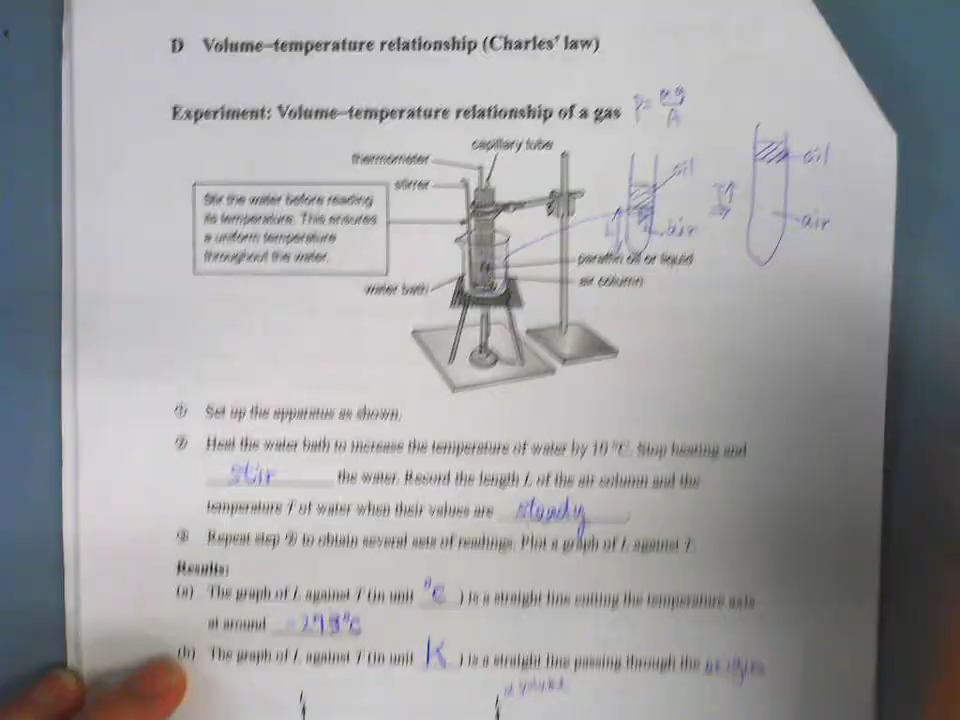 D Volume–temperature relationship (Charles' law)
Experiment: Volume–temperature relationship of a gas P = mg/A
capillary tube
thermometer
stirrer
Stir the water before reading
its temperature. This ensures
a uniform temperature
throughout the water.
oil
air
L
T↑
oil
air
paraffin oil or liquid
air column
water bath
① Set up the apparatus as shown.
② Heat the water bath to increase the temperature of water by 10 °C. Stop heating and
stir the water. Record the length L of the air column and the
temperature T of water when their values are steady
③ Repeat step ② to obtain several sets of readings. Plot a graph of L against T.
Results:
(a) The graph of L against T (in unit °C ) is a straight line cutting the temperature axis
at around -273°C
(b) The graph of L against T (in unit K ) is a straight line passing through the origin